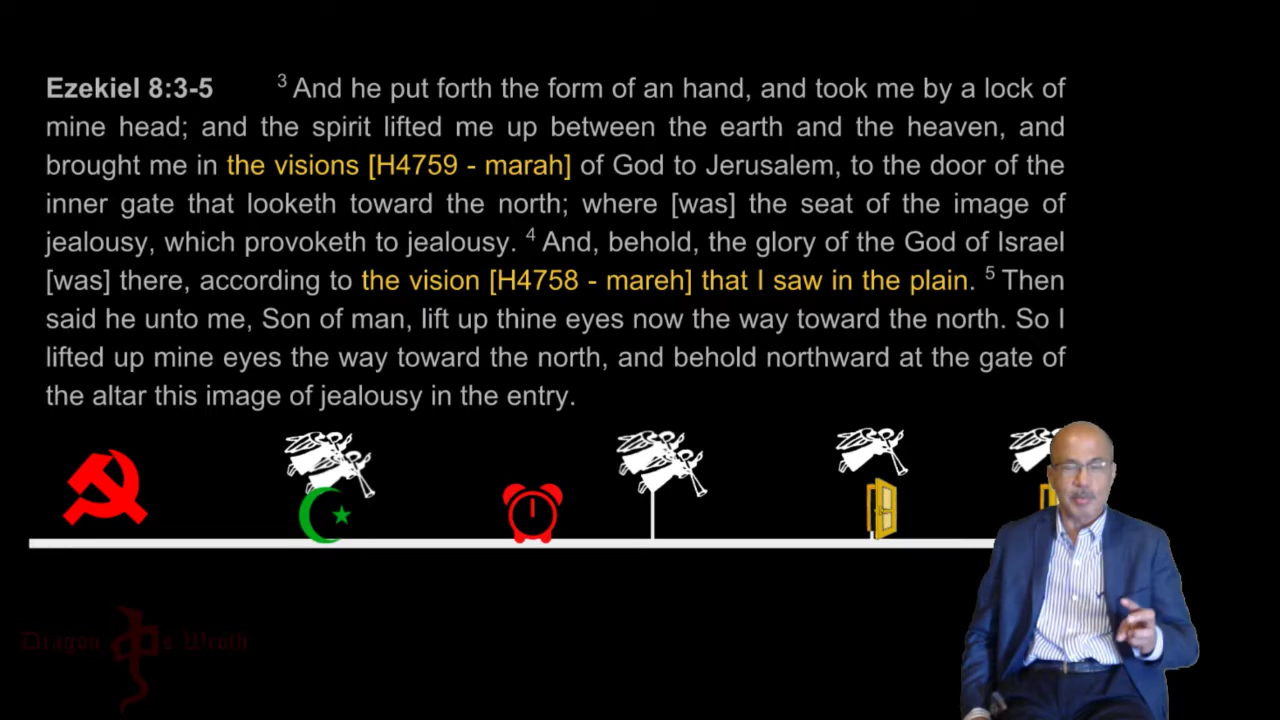 Ezekiel 8:3-5 3 And he put forth the form of an hand, and took me by a lock of
mine head; and the spirit lifted me up between the earth and the heaven, and
brought me in the visions [H4759 - marah] of God to Jerusalem, to the door of the
inner gate that looketh toward the north; where [was] the seat of the image of
jealousy, which provoketh to jealousy. 4 And, behold, the glory of the God of Israel
[was] there, according to the vision [H4758 - mareh] that I saw in the plain. 5 Then
said he unto me, Son of man, lift up thine eyes now the way toward the north. So I
lifted up mine eyes the way toward the north, and behold northward at the gate of
the altar this image of jealousy in the entry.
Dragon's Wroth